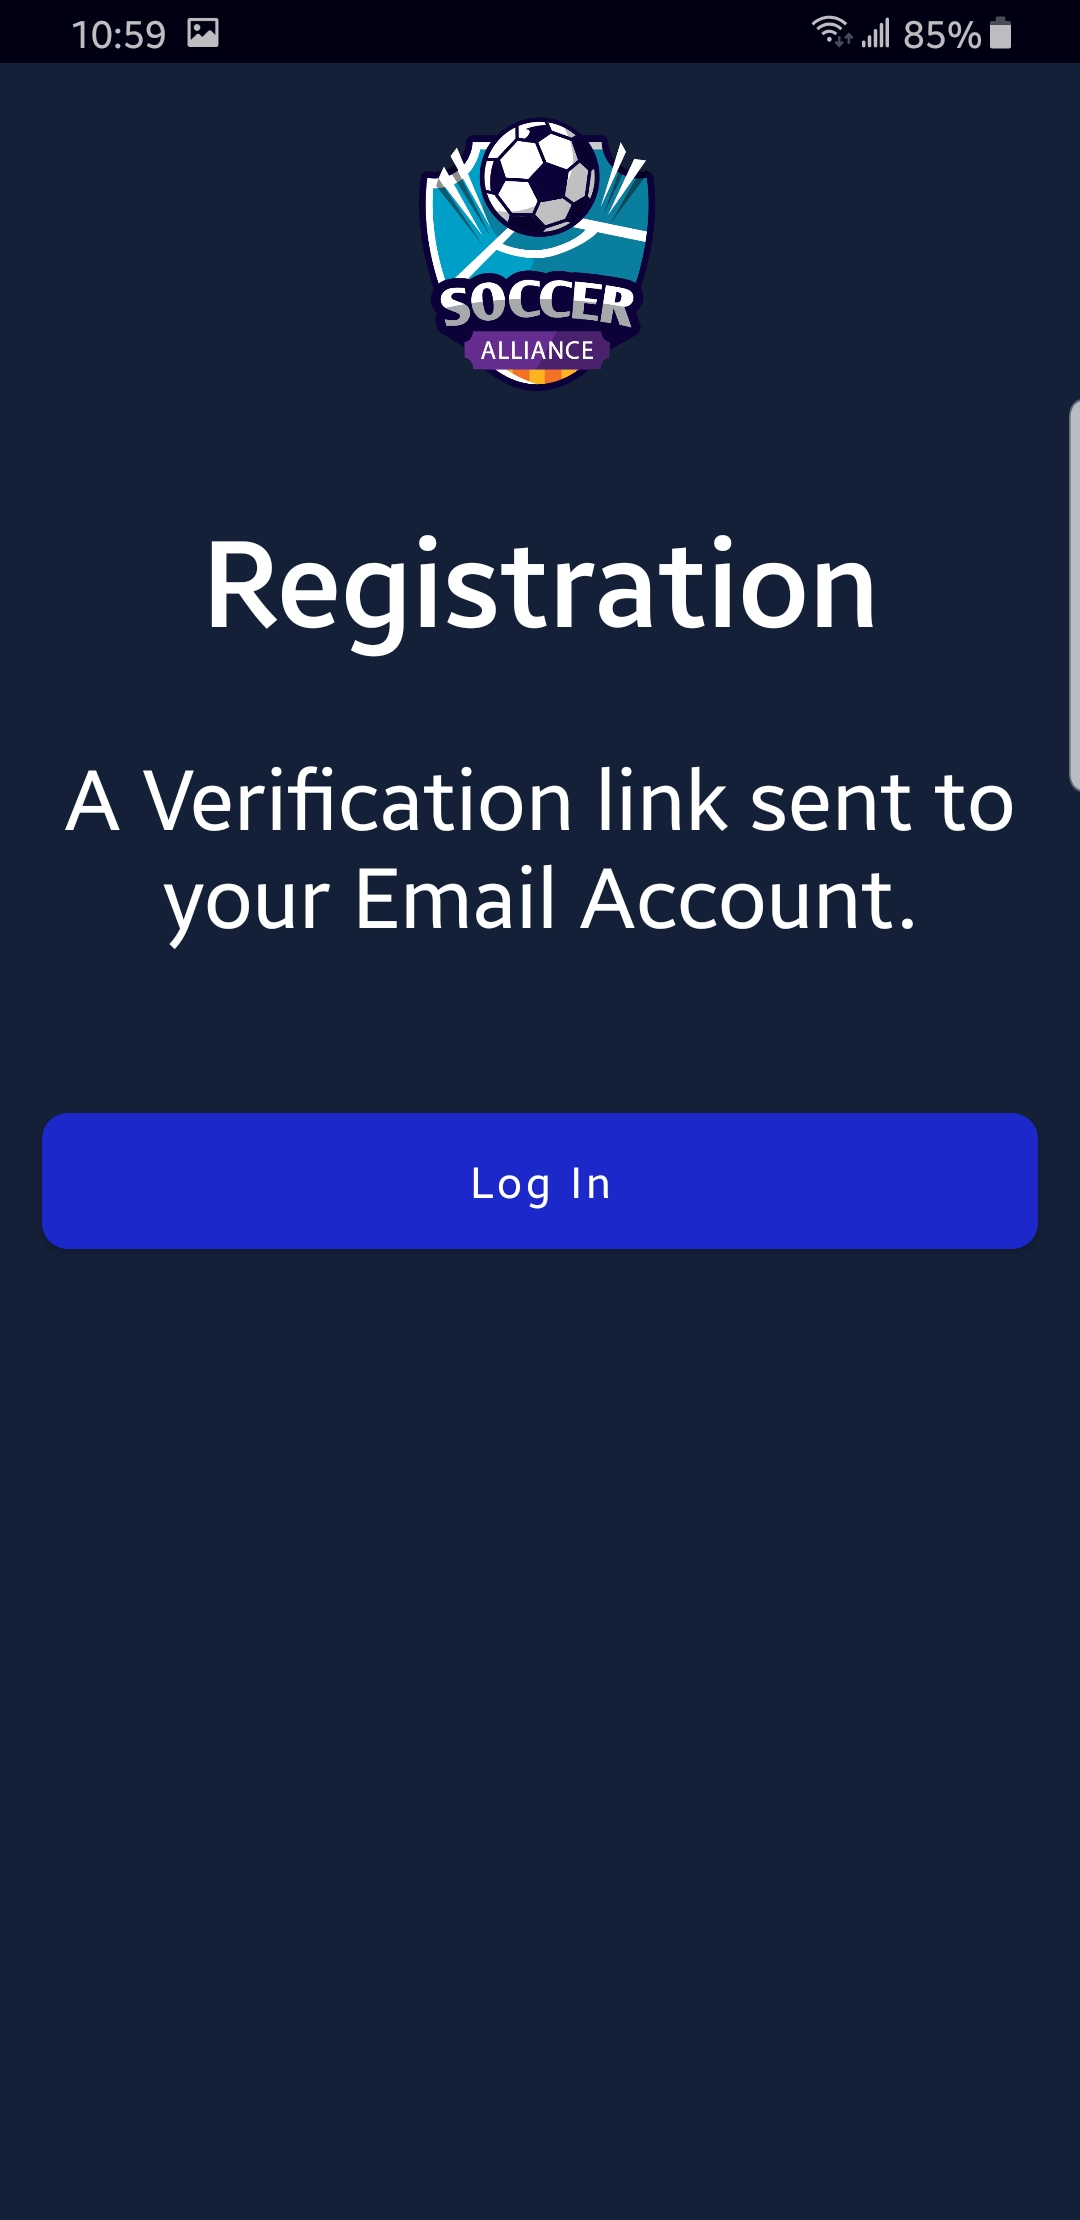 10:59 85%
SOCCER
ALLIANCE
Registration
A Verification link sent to
your Email Account.
Log In